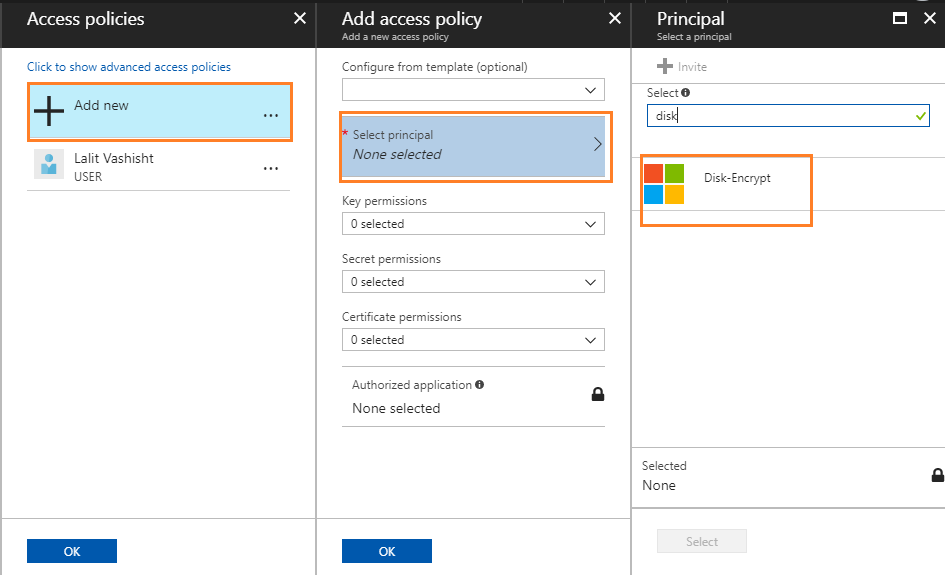 Access policies
Click to show advanced access policies
Add new
...
Lalit Vashisht
USER
...
OK
Add access policy
Add a new access policy
Configure from template (optional)
* Select principal
None selected
Key permissions
0 selected
Secret permissions
0 selected
Certificate permissions
0 selected
Authorized application
None selected
OK
Principal
Select a principal
Invite
Select
disk
Disk-Encrypt
Selected
None
Select